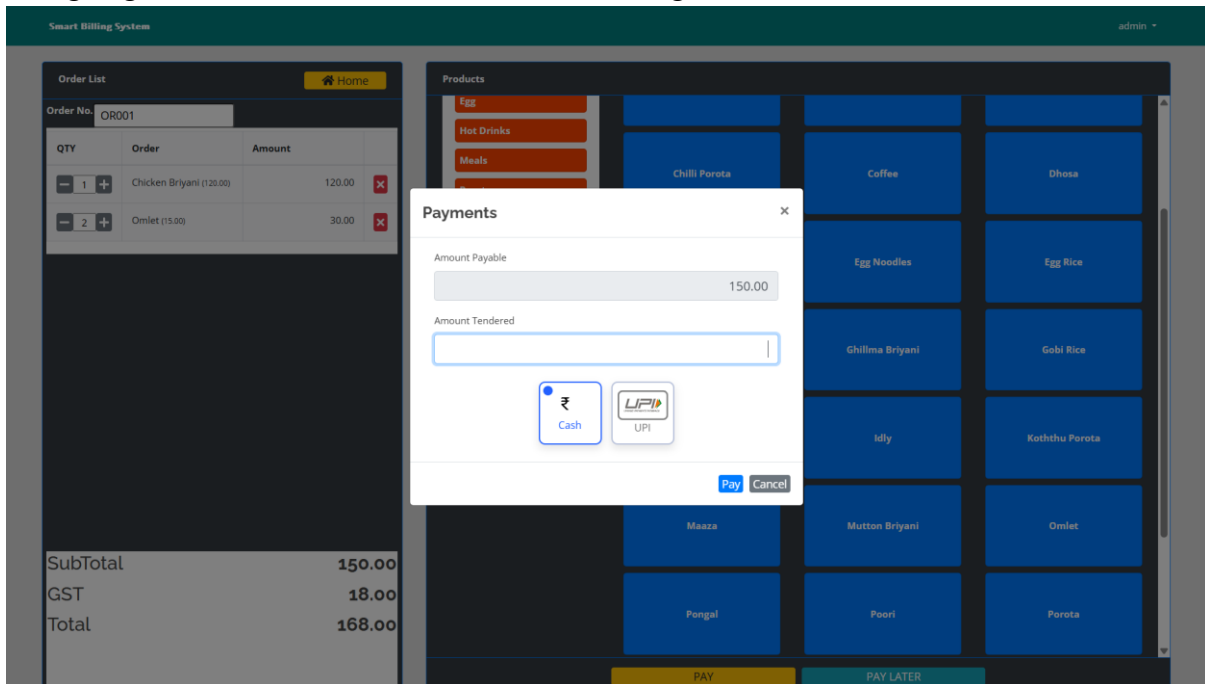 Smart Billing System
admin
Order List
Home
Order No. OR001
QTY Order Amount
1 Chicken Briyani (120.00) 120.00
2 Omlet (15.00) 30.00
SubTotal 150.00
GST 18.00
Total 168.00
Products
Egg
Hot Drinks
Meals
Chilli Porota Coffee Dhosa
Egg Noodles Egg Rice
Ghillma Briyani Gobi Rice
Idly Koththu Porota
Maaza Mutton Briyani Omlet
Pongal Poori Porota
PAY PAY LATER
Payments
Amount Payable
150.00
Amount Tendered
₹
Cash
UPI
UPI
Pay Cancel